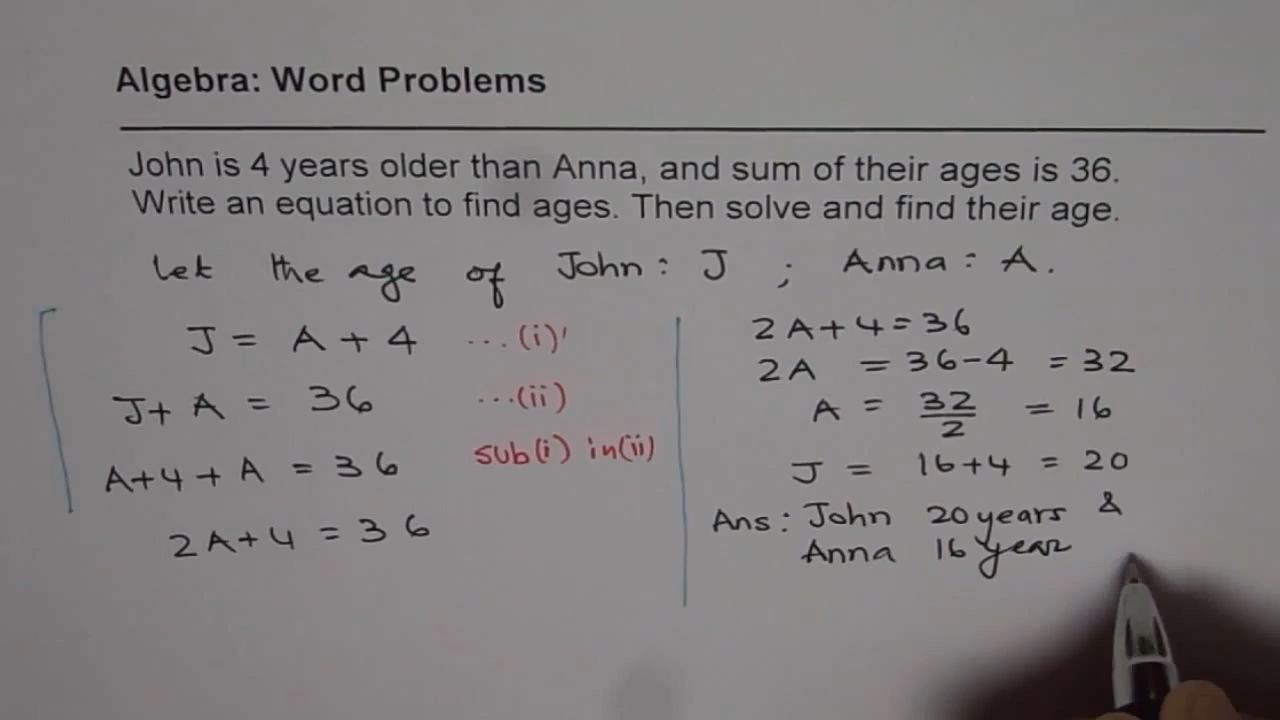 Algebra: Word Problems
John is 4 years older than Anna, and sum of their ages is 36.
Write an equation to find ages. Then solve and find their age.
Let the age of John : J ; Anna : A.
J = A + 4 ...(i)'
J + A = 36 ...(ii)
A + 4 + A = 36 sub(i) in(ii)
2A + 4 = 36
2A + 4 = 36
2A = 36 - 4 = 32
A = 32/2 = 16
J = 16 + 4 = 20
Ans : John 20 years &
Anna 16 year